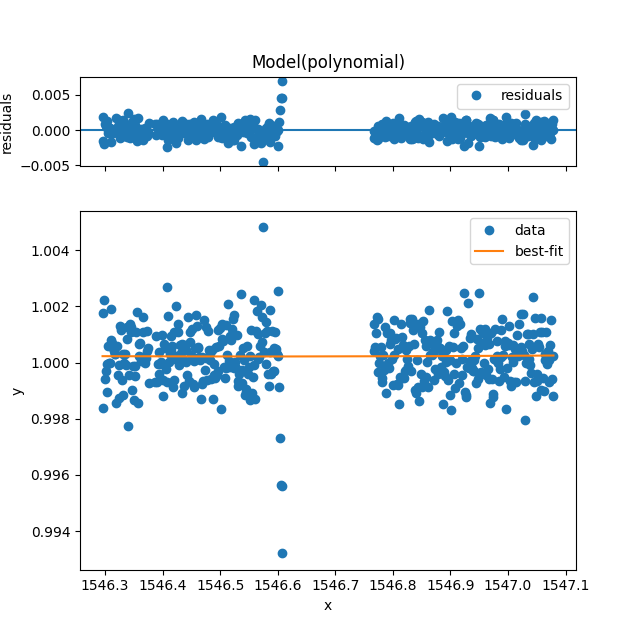 Model(polynomial)
residuals
0.005
0.000
−0.005
residuals
y
1.004
1.002
1.000
0.998
0.996
0.994
data
best-fit
1546.3 1546.4 1546.5 1546.6 1546.7 1546.8 1546.9 1547.0 1547.1
x